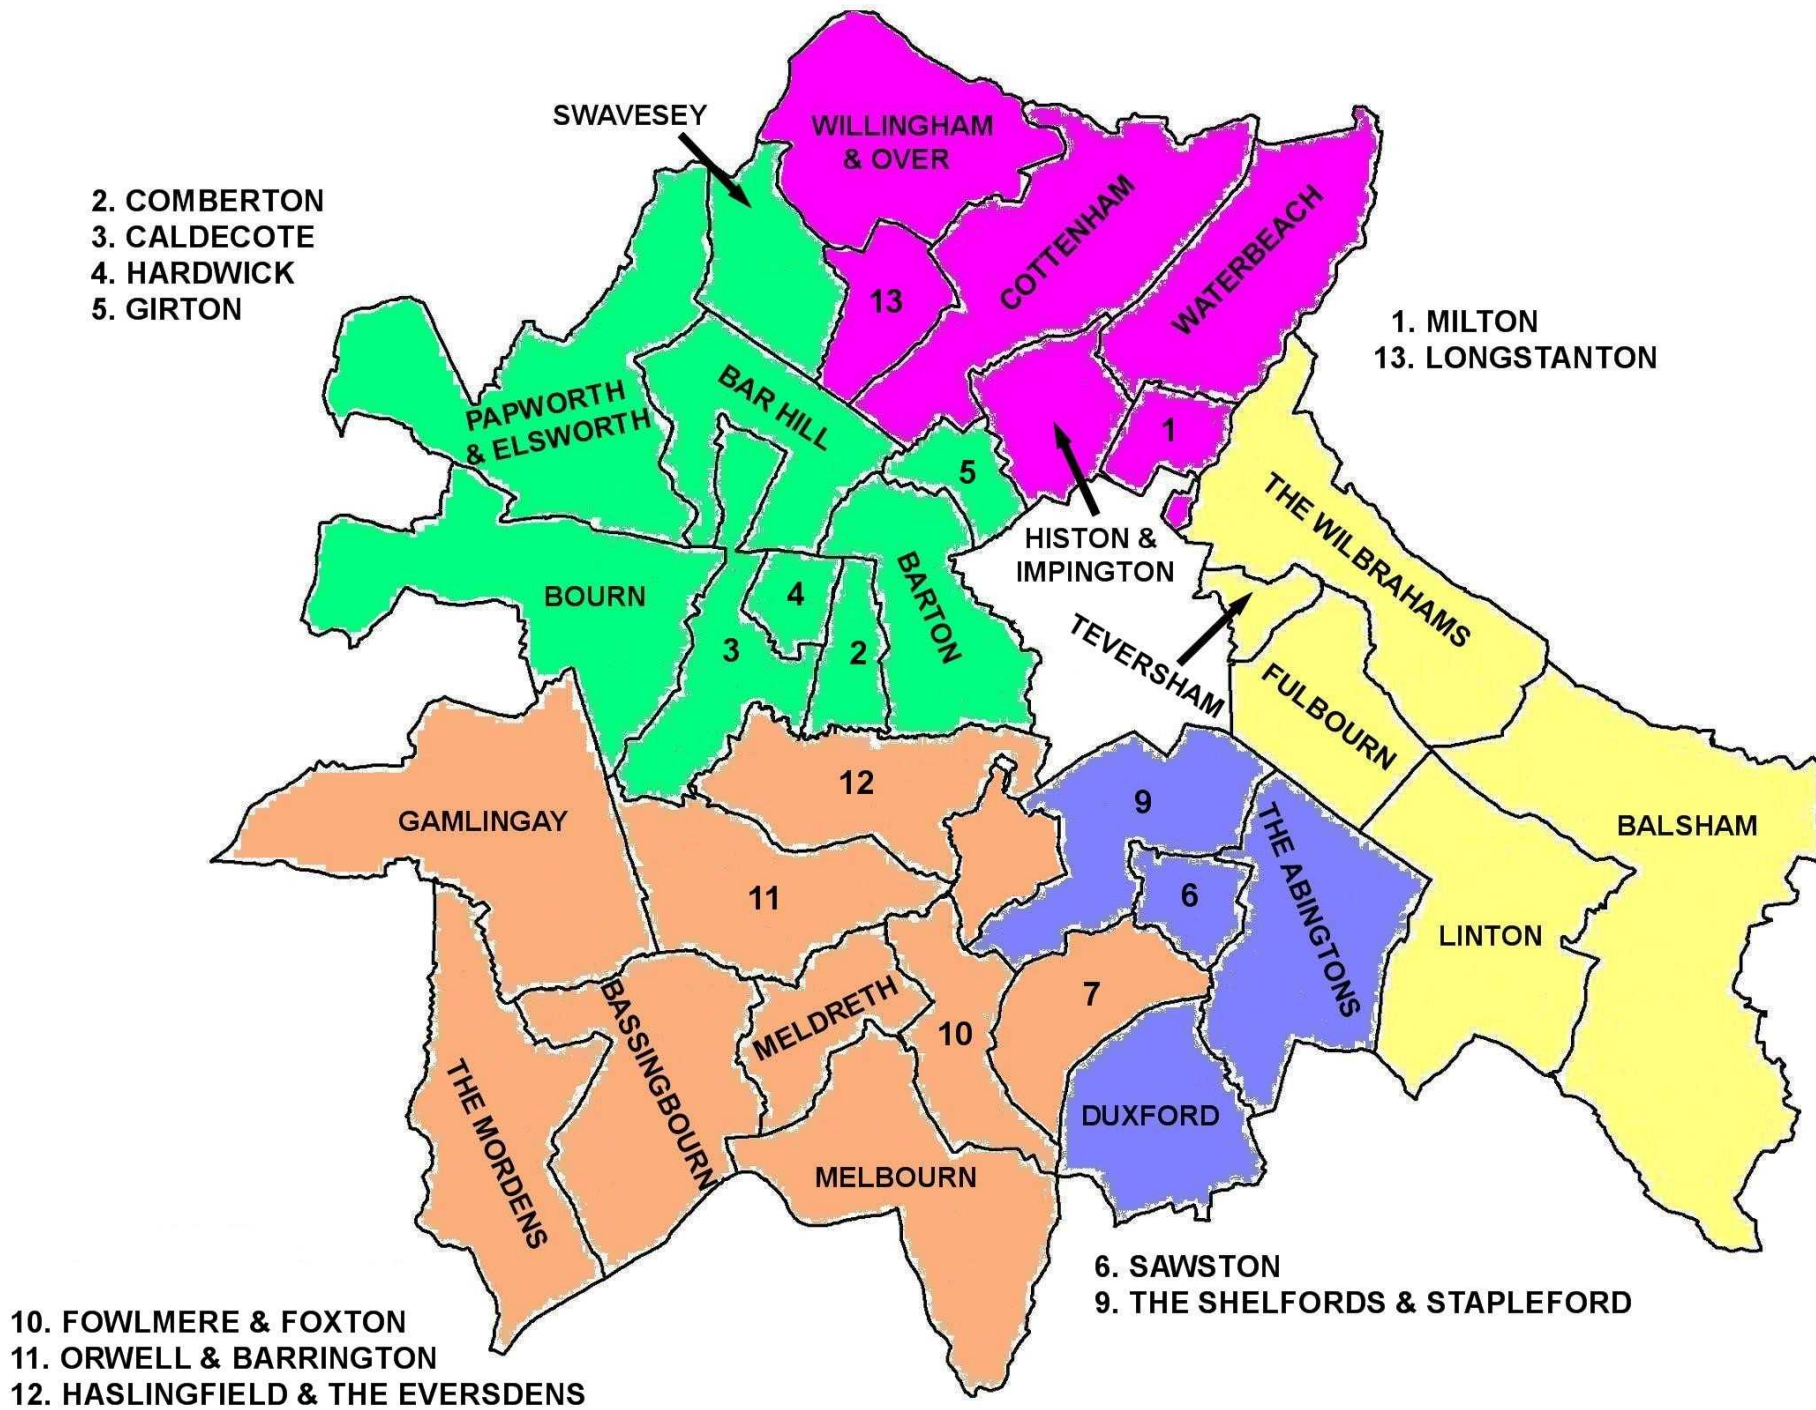 SWAVESEY
WILLINGHAM
& OVER
2. COMBERTON
3. CALDECOTE
4. HARDWICK
5. GIRTON
COTTENHAM
WATERBEACH
13
1. MILTON
13. LONGSTANTON
PAPWORTH
& ELSWORTH
BAR HILL
1
5
HISTON &
IMPINGTON
THE WILBRAHAMS
BOURN
4
BARTON
3
2
TEVERSHAM
FULBOURN
GAMLINGAY
12
9
THE ABINGTONS
BALSHAM
11
6
LINTON
MELDRETH
10
7
THE MORDENS
BASSINGBOURN
DUXFORD
MELBOURN
6. SAWSTON
9. THE SHELFORDS & STAPLEFORD
10. FOWLMERE & FOXTON
11. ORWELL & BARRINGTON
12. HASLINGFIELD & THE EVERSDENS